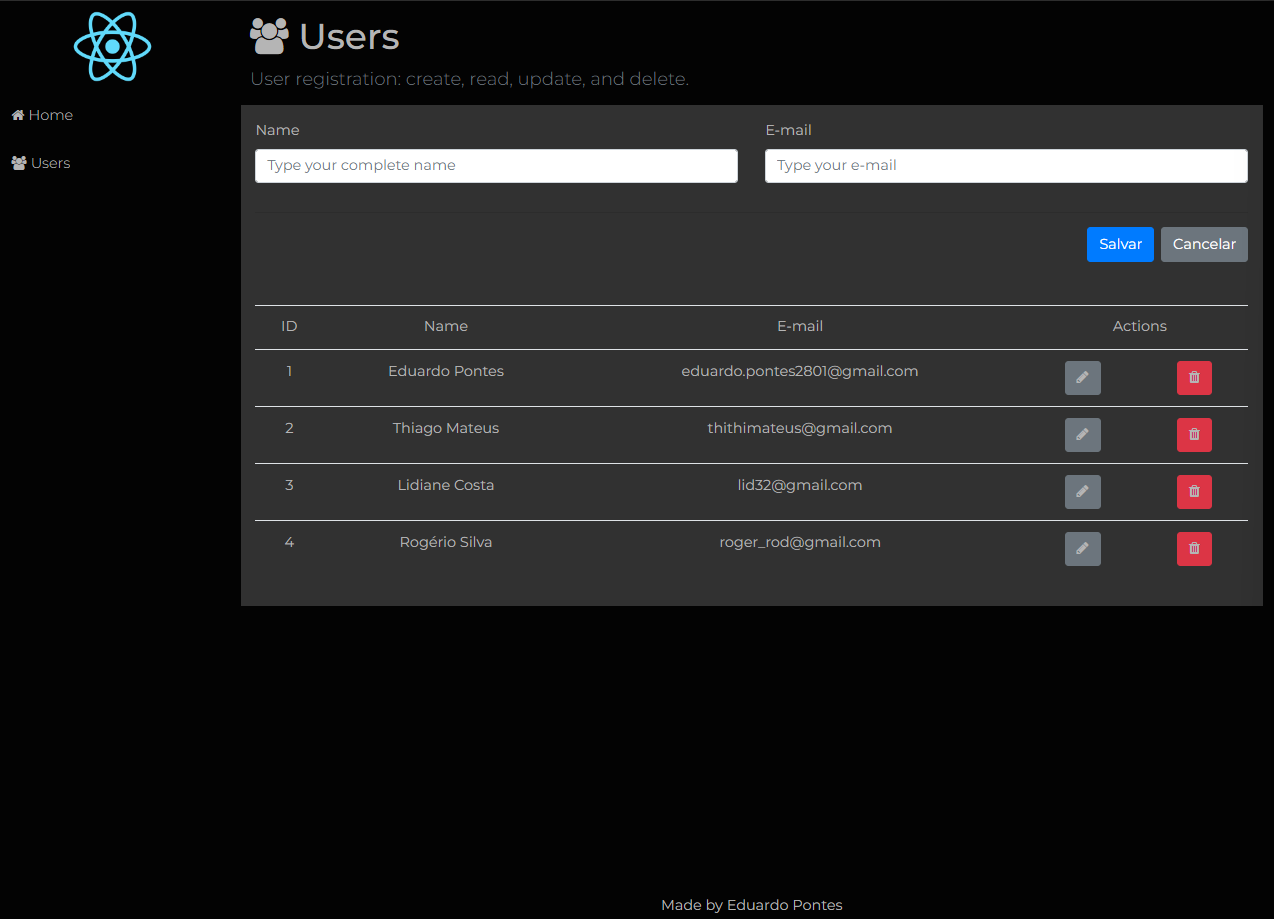 Users
User registration: create, read, update, and delete.
Home
Users
Name E-mail
Type your complete name Type your e-mail
Salvar Cancelar
ID Name E-mail Actions
1 Eduardo Pontes eduardo.pontes2801@gmail.com
2 Thiago Mateus thithimateus@gmail.com
3 Lidiane Costa lid32@gmail.com
4 Rogério Silva roger_rod@gmail.com
Made by Eduardo Pontes